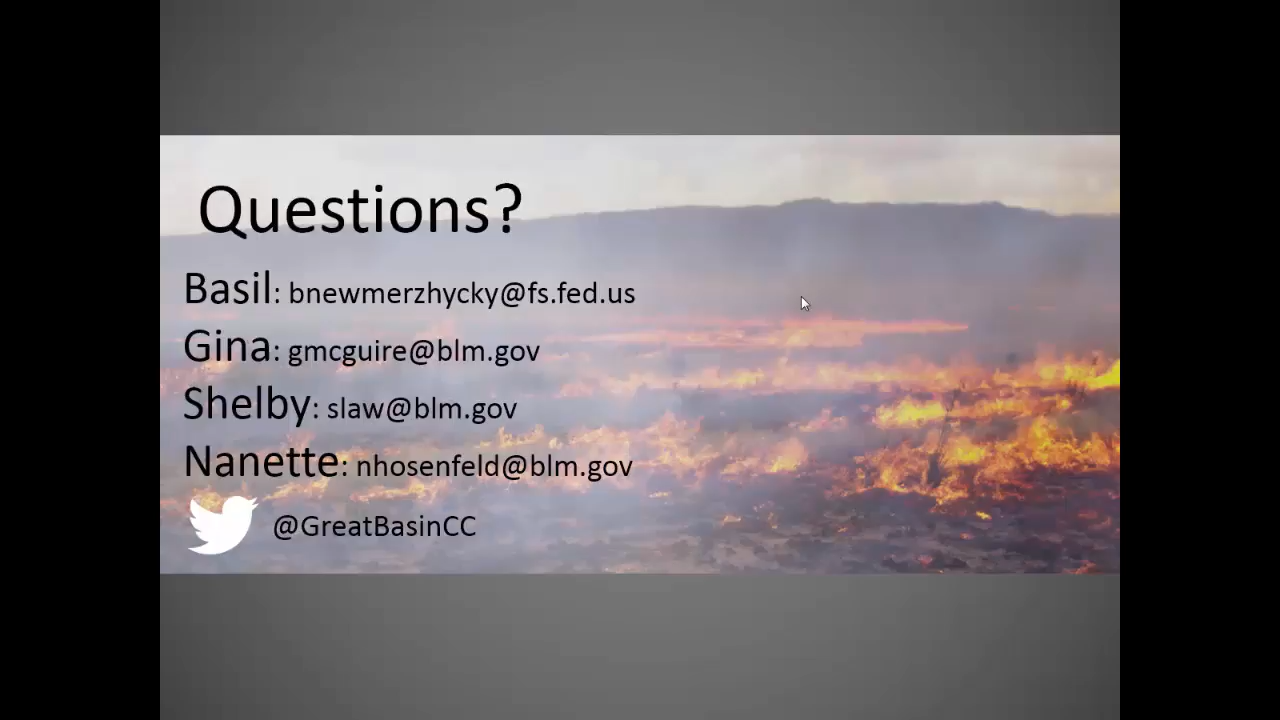 Questions?
Basil: bnewmerzhycky@fs.fed.us
Gina: gmcguire@blm.gov
Shelby: slaw@blm.gov
Nanette: nhosenfeld@blm.gov
@GreatBasinCC